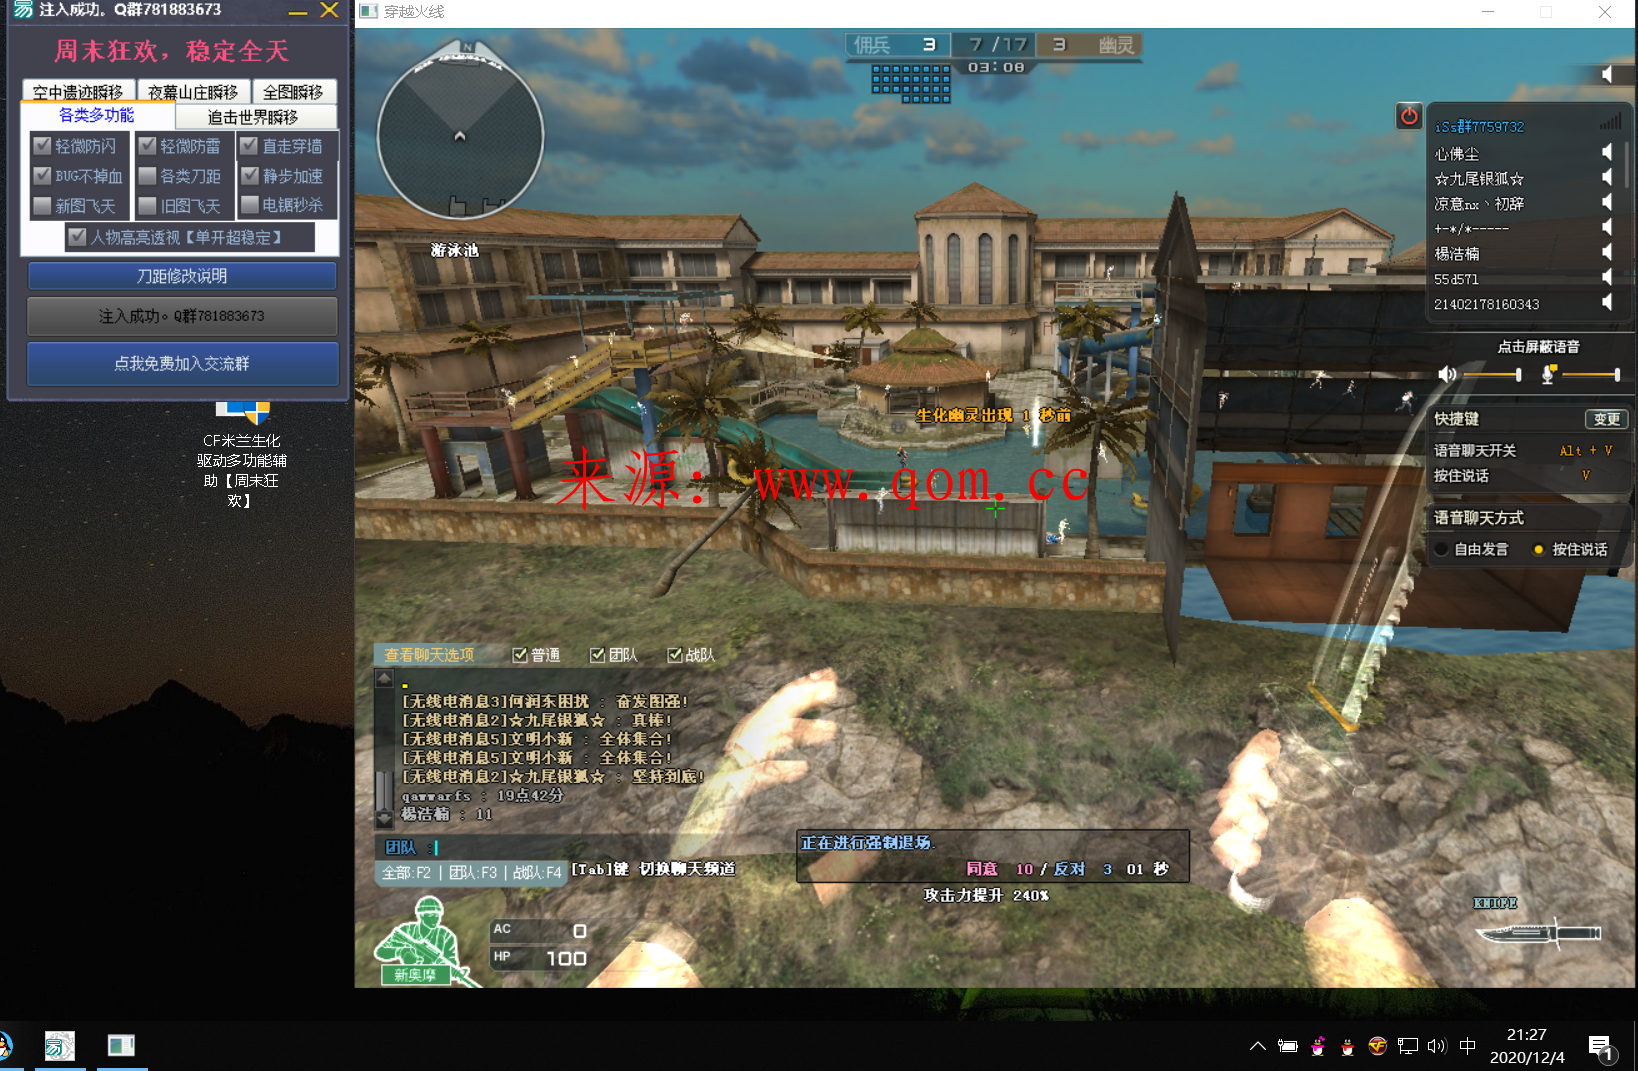 注入成功。Q群781883673
周末狂欢，稳定全天
空中遗迹瞬移 夜幕山庄瞬移 全图瞬移
各类多功能 追击世界瞬移
轻微防闪 轻微防雷 直走穿墙
BUG不掉血 各类刀距 静步加速
新图飞天 旧图飞天 电锯秒杀
人物高亮透视【单开超稳定】
刀距修改说明
注入成功。Q群781883673
点我免费加入交流群
CF米兰生化
驱动多功能辅
助【周末狂
欢】
穿越火线
佣兵 3 7 /17 3 幽灵
03:08
N
游泳池
iSs群7759732
心佛尘
☆九尾银狐☆
凉意nx丶初辞
+-*/*-----
楊浩楠
55d57l
21402178160343
点击屏蔽语音
快捷键 变更
语音聊天开关 Alt + V
按住说话 V
语音聊天方式
自由发言 按住说话
生化幽灵出现 1 秒前
来源: www.qom.cc
查看聊天选项 普通 团队 战队
[无线电消息3]何润东困扰 : 奋发图强!
[无线电消息2]☆九尾银狐☆ : 真棒!
[无线电消息5]文明小新 : 全体集合!
[无线电消息5]文明小新 : 全体集合!
[无线电消息2]☆九尾银狐☆ : 坚持到底!
qawwarfs : 19点42分
楊浩楠 : 11
团队 :
全部:F2 | 团队:F3 | 战队:F4 [Tab]键 切换聊天频道
正在进行强制退场.
同意 10 / 反对 3 01 秒
攻击力提升 240%
AC 0
HP 100
新奥摩
KNIFE
中
21:27
2020/12/4
1